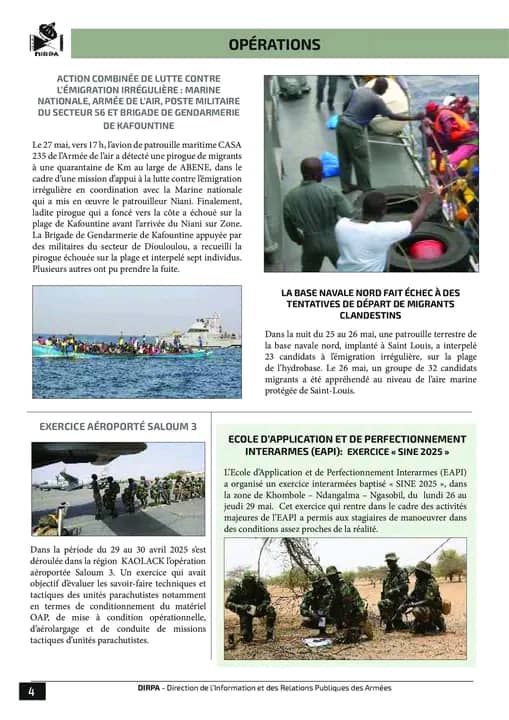 DIRPA
OPÉRATIONS
ACTION COMBINÉE DE LUTTE CONTRE
L'ÉMIGRATION IRRÉGULIÈRE : MARINE
NATIONALE, ARMÉE DE L'AIR, POSTE MILITAIRE
DU SECTEUR 56 ET BRIGADE DE GENDARMERIE
DE KAFOUNTINE
Le 27 mai, vers 17 h, l'avion de patrouille maritime CASA
235 de l'Armée de l'air a détecté une pirogue de migrants
à une quarantaine de Km au large de ABENE, dans le
cadre d'une mission d'appui à la lutte contre l'émigration
irrégulière en coordination avec la Marine nationale
qui a mis en œuvre le patrouilleur Niani. Finalement,
ladite pirogue qui a foncé vers la côte a échoué sur la
plage de Kafountine avant l'arrivée du Niani sur Zone.
La Brigade de Gendarmerie de Kafountine appuyée par
des militaires du secteur de Diouloulou, a recueilli la
pirogue échouée sur la plage et interpelé sept individus.
Plusieurs autres ont pu prendre la fuite.
LA BASE NAVALE NORD FAIT ÉCHEC À DES
TENTATIVES DE DÉPART DE MIGRANTS
CLANDESTINS
Dans la nuit du 25 au 26 mai, une patrouille terrestre de
la base navale nord, implanté à Saint Louis, a interpelé
23 candidats à l'émigration irrégulière, sur la plage
de l'hydrobase. Le 26 mai, un groupe de 32 candidats
migrants a été appréhendé au niveau de l'aire marine
protégée de Saint-Louis.
EXERCICE AÉROPORTÉ SALOUM 3
Dans la période du 29 au 30 avril 2025 s'est
déroulée dans la région KAOLACK l'opération
aéroportée Saloum 3. Un exercice qui avait
objectif d'évaluer les savoir-faire techniques et
tactiques des unités parachutistes notamment
en termes de conditionnement du matériel
OAP, de mise à condition opérationnelle,
d'aérolargage et de conduite de missions
tactiques d'unités parachutistes.
ECOLE D'APPLICATION ET DE PERFECTIONNEMENT
INTERARMES (EAPI): EXERCICE « SINE 2025 »
L'Ecole d'Application et de Perfectionnement Interarmes (EAPI)
a organisé un exercice interarmées baptisé « SINE 2025 », dans
la zone de Khombole – Ndangalma – Ngasobil, du lundi 26 au
jeudi 29 mai. Cet exercice qui rentre dans le cadre des activités
majeures de l'EAPI a permis aux stagiaires de manoeuvrer dans
des conditions assez proches de la réalité.
4
DIRPA - Direction de l'Information et des Relations Publiques des Armées